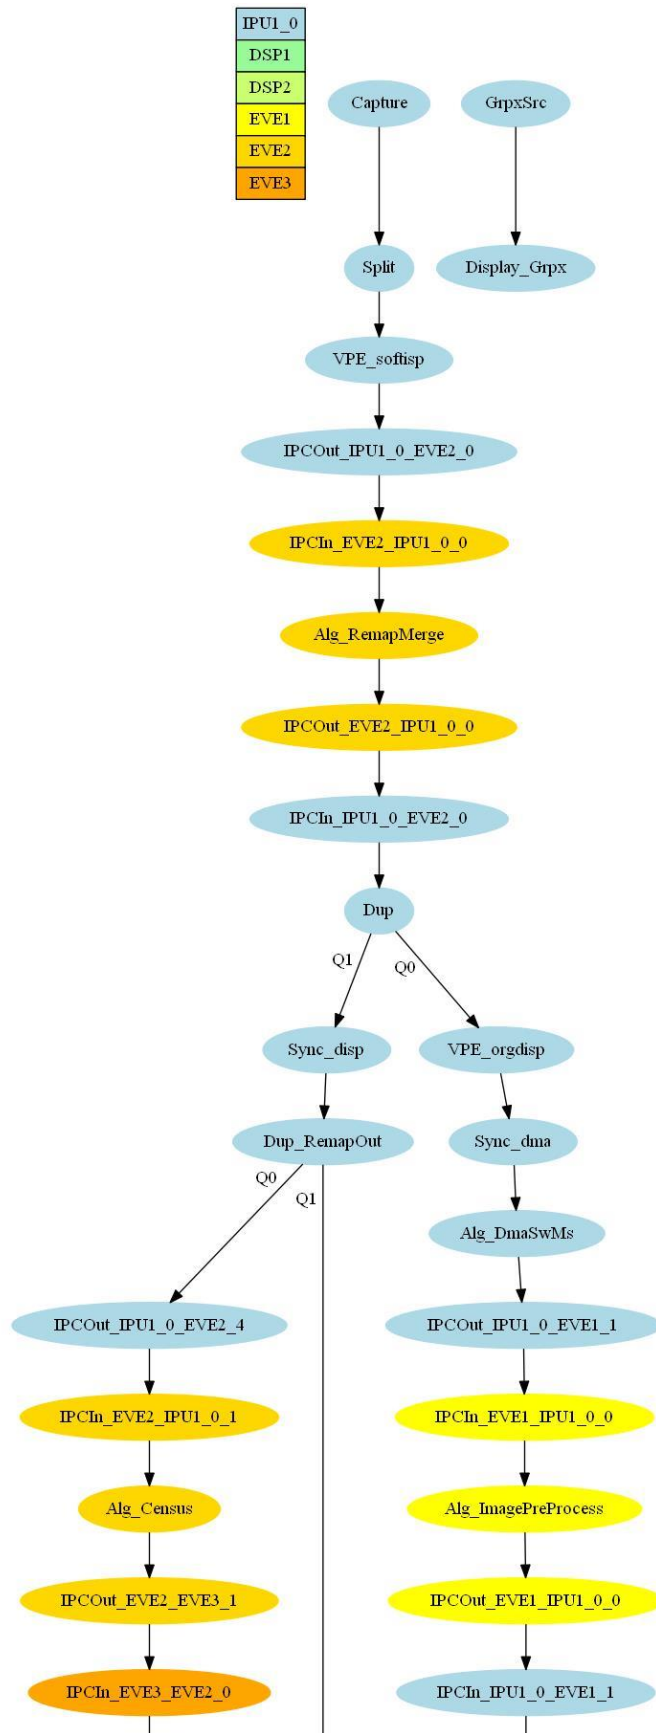 IPU1_0
DSP1
DSP2
EVE1
EVE2
EVE3
Capture
GrpxSrc
Split
Display_Grpx
VPE_softisp
IPCOut_IPU1_0_EVE2_0
IPCIn_EVE2_IPU1_0_0
Alg_RemapMerge
IPCOut_EVE2_IPU1_0_0
IPCIn_IPU1_0_EVE2_0
Dup
Q1
Q0
Sync_disp
VPE_orgdisp
Dup_RemapOut
Sync_dma
Q0
Q1
Alg_DmaSwMs
IPCOut_IPU1_0_EVE2_4
IPCOut_IPU1_0_EVE1_1
IPCIn_EVE2_IPU1_0_1
IPCIn_EVE1_IPU1_0_0
Alg_Census
Alg_ImagePreProcess
IPCOut_EVE2_EVE3_1
IPCOut_EVE1_IPU1_0_0
IPCIn_EVE3_EVE2_0
IPCIn_IPU1_0_EVE1_1